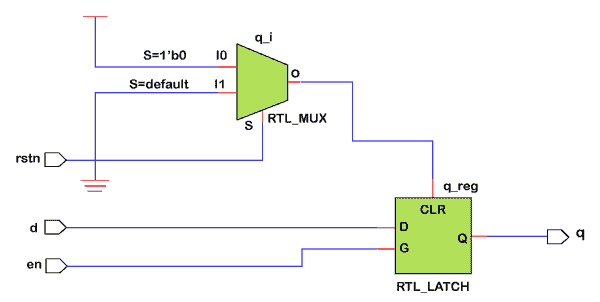 q_i
S=1'b0
I0
S=default
I1
O
S
RTL_MUX
rstn
q_reg
CLR
d
D
en
G
Q
q
RTL_LATCH